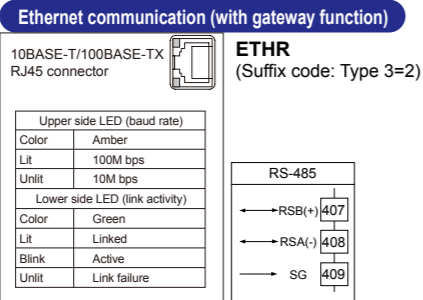 Ethernet communication (with gateway function)
10BASE-T/100BASE-TX
RJ45 connector
ETHR
(Suffix code: Type 3=2)
Upper side LED (baud rate)
Color Amber
Lit 100M bps
Unlit 10M bps
Lower side LED (link activity)
Color Green
Lit Linked
Blink Active
Unlit Link failure
RS-485
RSB(+) 407
RSA(-) 408
SG 409